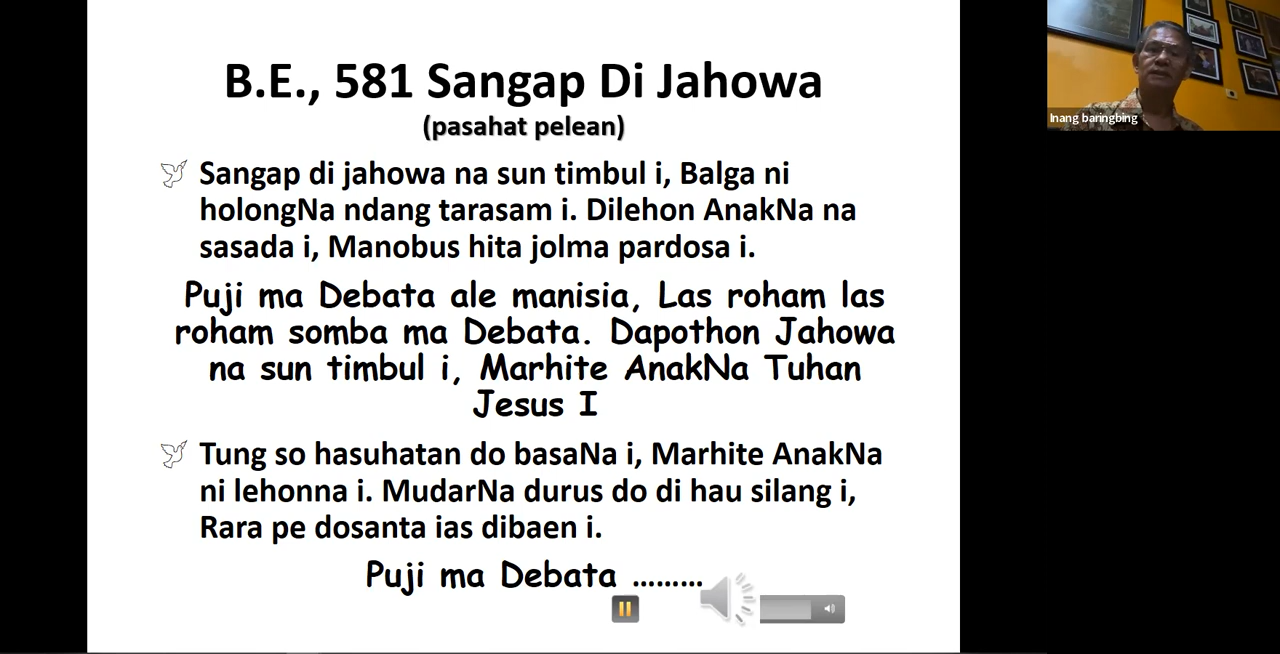 B.E., 581 Sangap Di Jahowa
(pasahat pelean)
Sangap di jahowa na sun timbul i, Balga ni
holongNa ndang tarasam i. Dilehon AnakNa na
sasada i, Manobus hita jolma pardosa i.
Puji ma Debata ale manisia, Las roham las
roham somba ma Debata. Dapothon Jahowa
na sun timbul i, Marhite AnakNa Tuhan
Jesus I
Tung so hasuhatan do basaNa i, Marhite AnakNa
ni lehonna i. MudarNa durus do di hau silang i,
Rara pe dosanta ias dibaen i.
Puji ma Debata .........
Inang baringbing